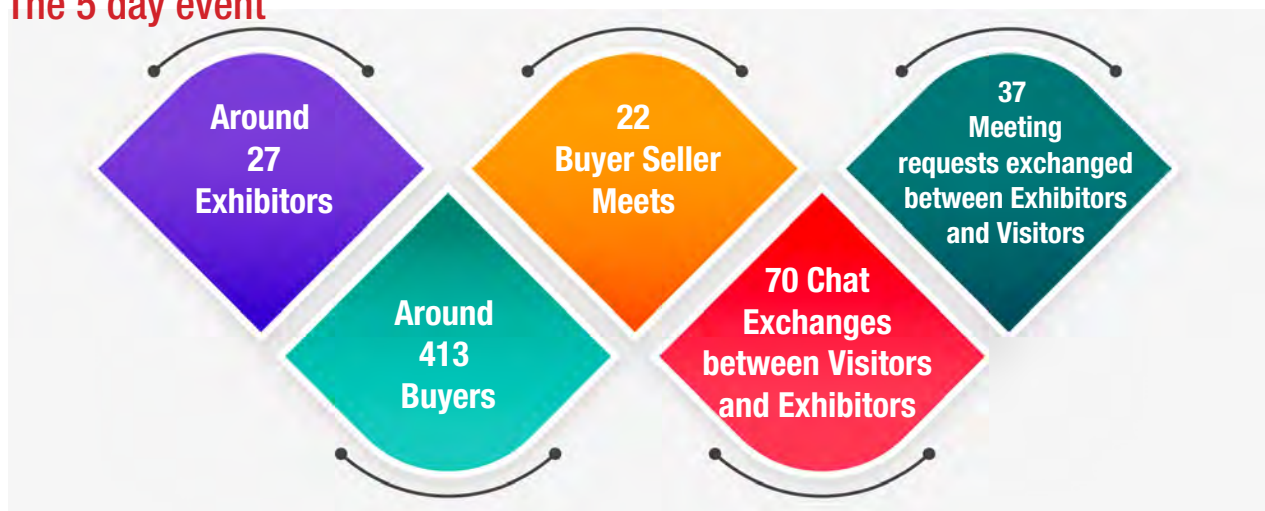 The 5 day event
Around
27
Exhibitors
Around
413
Buyers
22
Buyer Seller
Meets
70 Chat
Exchanges
between Visitors
and Exhibitors
37
Meeting
requests exchanged
between Exhibitors
and Visitors